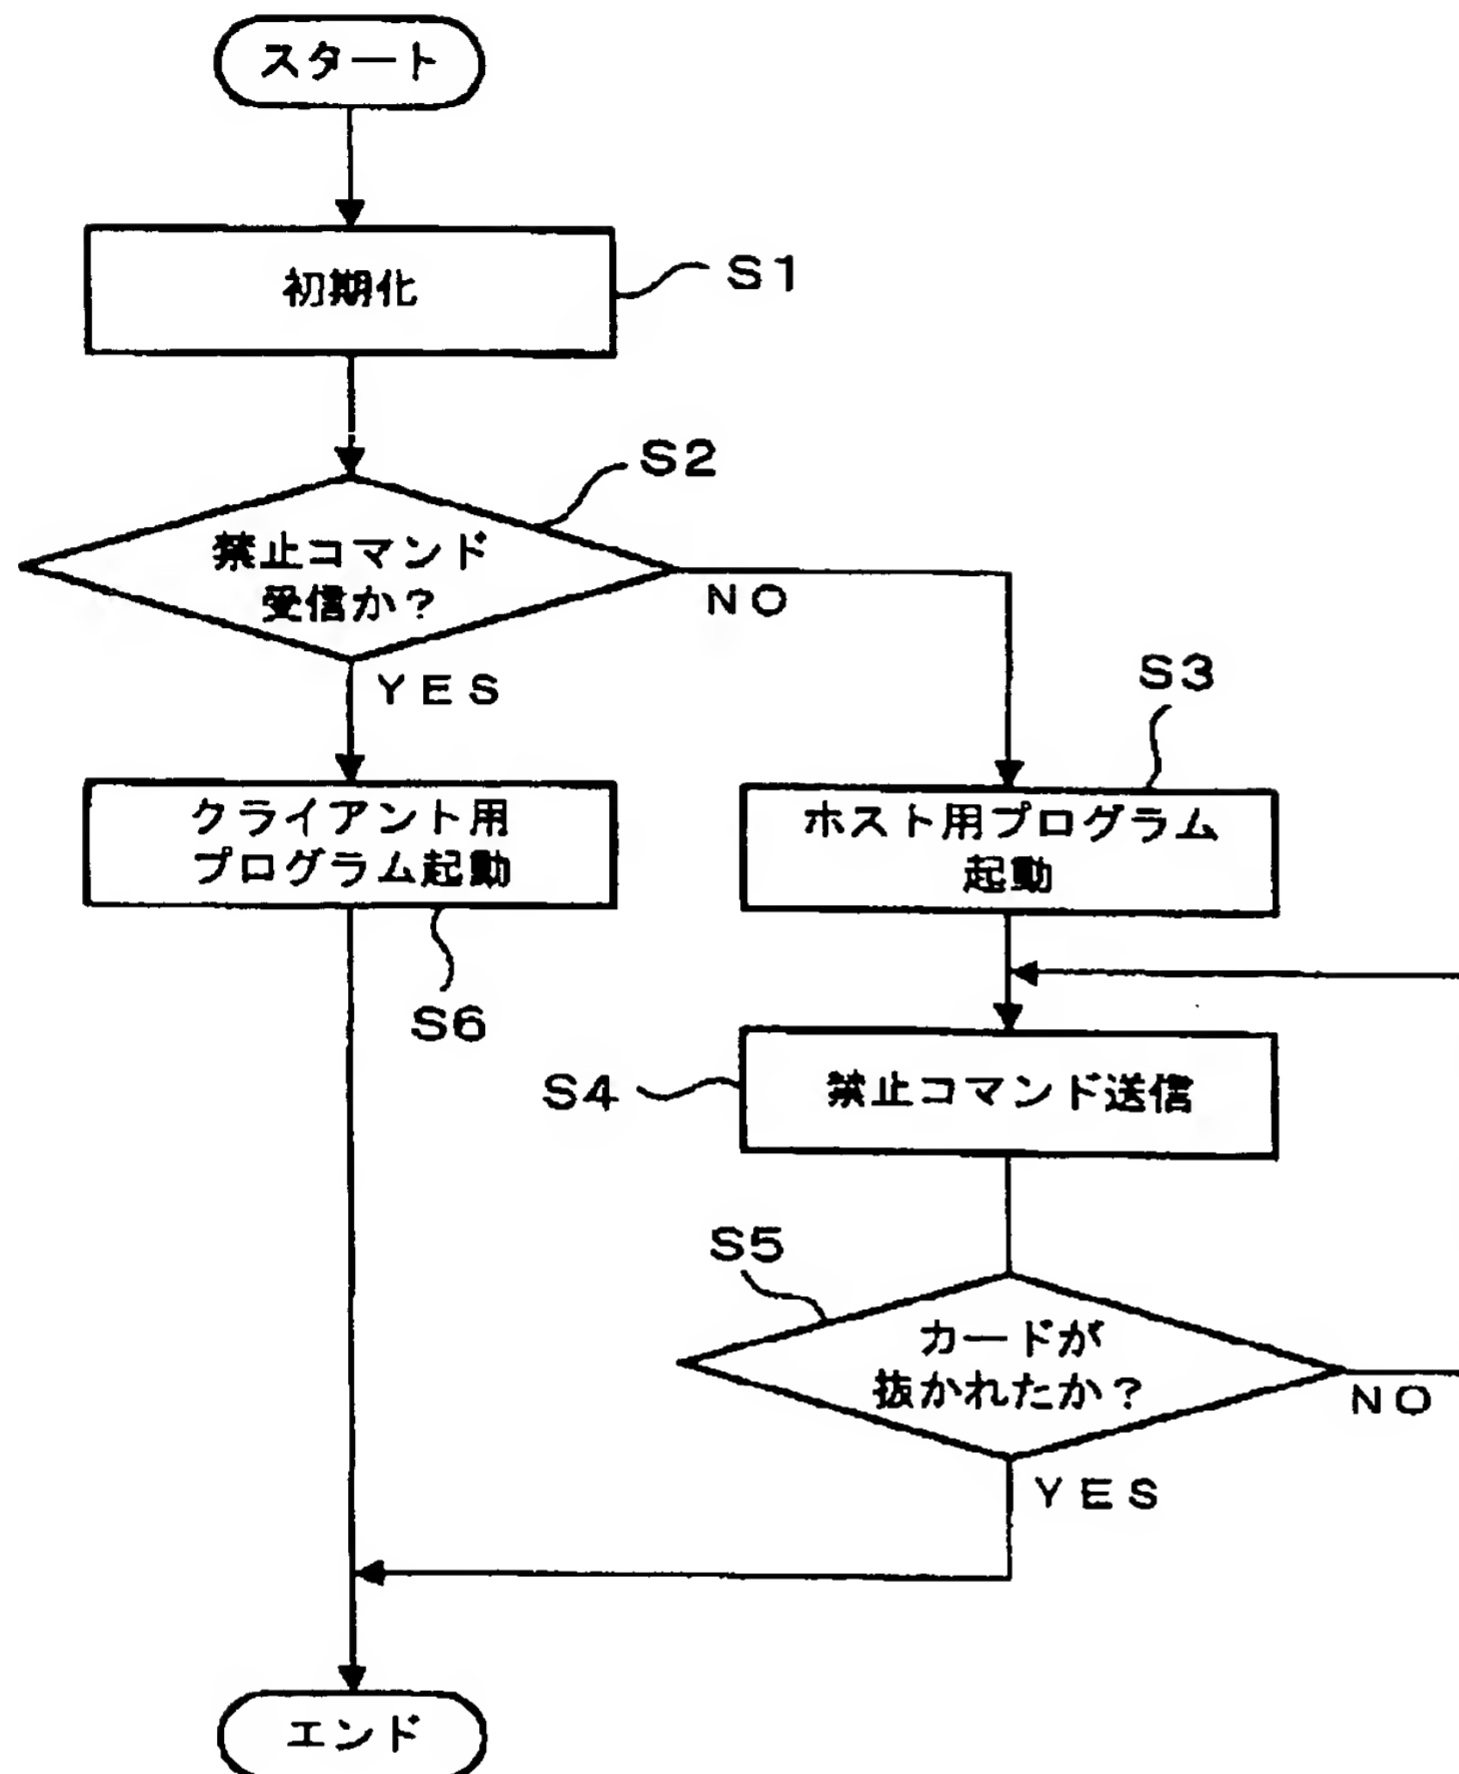 スタート
初期化
S1
S2
禁止コマンド
受信か？
NO
YES
S3
クライアント用
プログラム起動
S6
ホスト用プログラム
起動
S4
禁止コマンド送信
S5
カードが
抜かれたか？
NO
YES
エンド